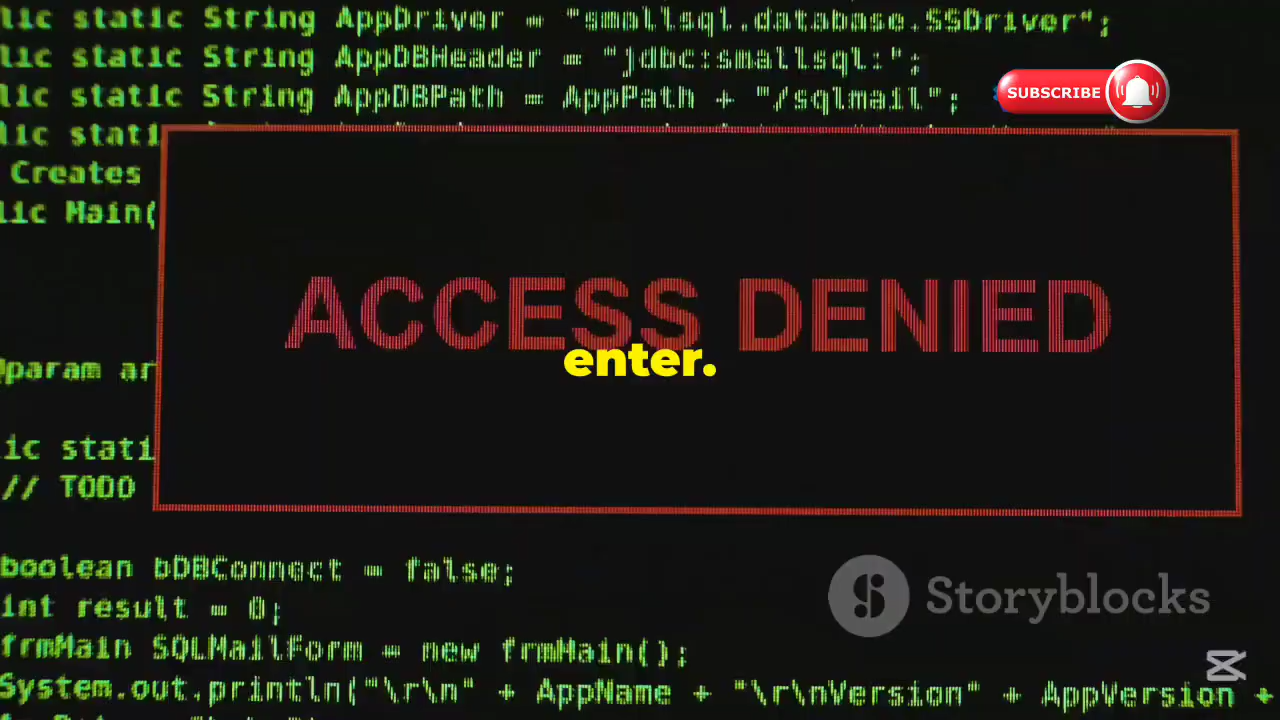 lic static String AppDriver = "smallsql.database.SSDriver";
lic static String AppDBHeader = "jdbc:smallsql:";
lic static String AppDBPath = AppPath + "/sqlmail";
SUBSCRIBE
lic stati
Creates
lic Main(
ACCESS DENIED
enter.
@param ar
ic stati
// TODO
boolean bDBConnect = false;
int result = 0;
Storyblocks
frmMain SQLMailForm = new frmMain();
System.out.println("\r\n" + AppName + "\r\nVersion" + AppVersion +